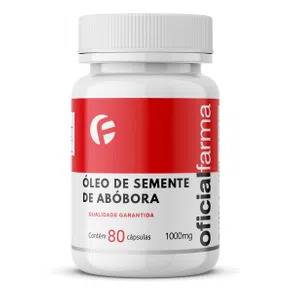 ÓLEO DE SEMENTE
DE ABÓBORA
QUALIDADE GARANTIDA
Contém 80 cápsulas 1000mg
oficialfarma